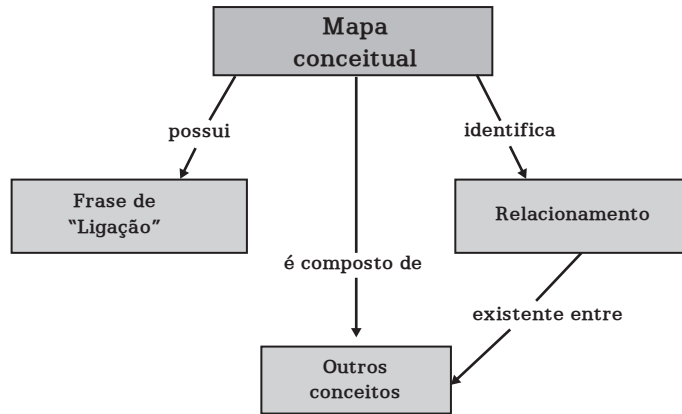 Mapa
conceitual
possui
identifica
Frase de
“Ligação”
Relacionamento
é composto de
existente entre
Outros
conceitos